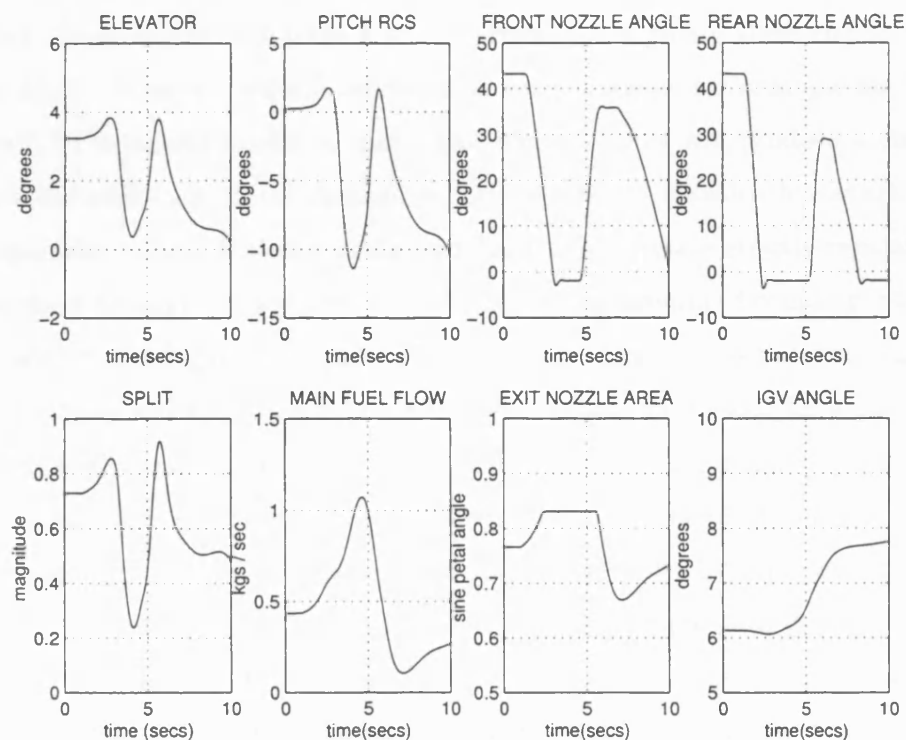 ELEVATOR
6
4
2
0
−2
degrees
0 5 10
time(secs)
PITCH RCS
5
0
−5
−10
−15
degrees
0 5 10
time(secs)
FRONT NOZZLE ANGLE
50
40
30
20
10
0
−10
degrees
0 5 10
time(secs)
REAR NOZZLE ANGLE
50
40
30
20
10
0
−10
degrees
0 5 10
time(secs)
SPLIT
1
0.8
0.6
0.4
0.2
0
magnitude
0 5 10
time (secs)
MAIN FUEL FLOW
1.5
1
0.5
0
kgs / sec
0 5 10
time(secs)
EXIT NOZZLE AREA
1
0.9
0.8
0.7
0.6
0.5
sine petal angle
0 5 10
time(secs)
IGV ANGLE
10
9
8
7
6
5
degrees
0 5 10
time(secs)